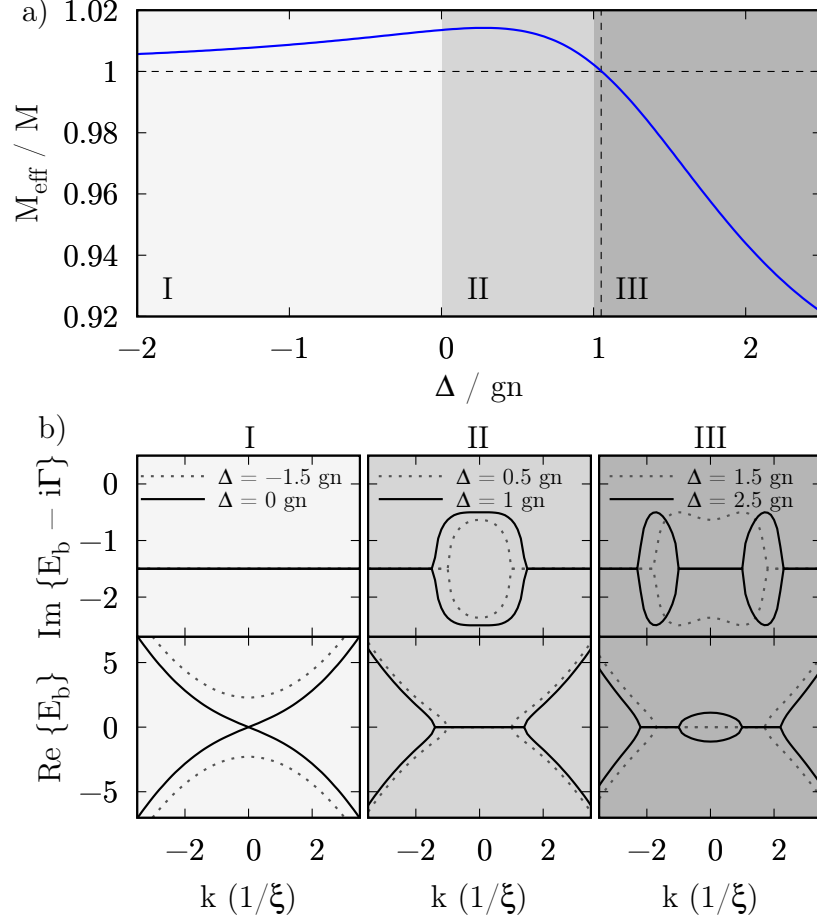 a)
1.02
1
0.98
0.96
0.94
0.92
M_eff / M
I
II
III
−2
−1
0
1
2
Δ / gn
b)
I
II
III
Im {E_b − iΓ}
0
−1
−2
Δ = −1.5 gn
Δ = 0 gn
Δ = 0.5 gn
Δ = 1 gn
Δ = 1.5 gn
Δ = 2.5 gn
Re {E_b}
5
0
−5
−2
0
2
−2
0
2
−2
0
2
k (1/ξ)
k (1/ξ)
k (1/ξ)